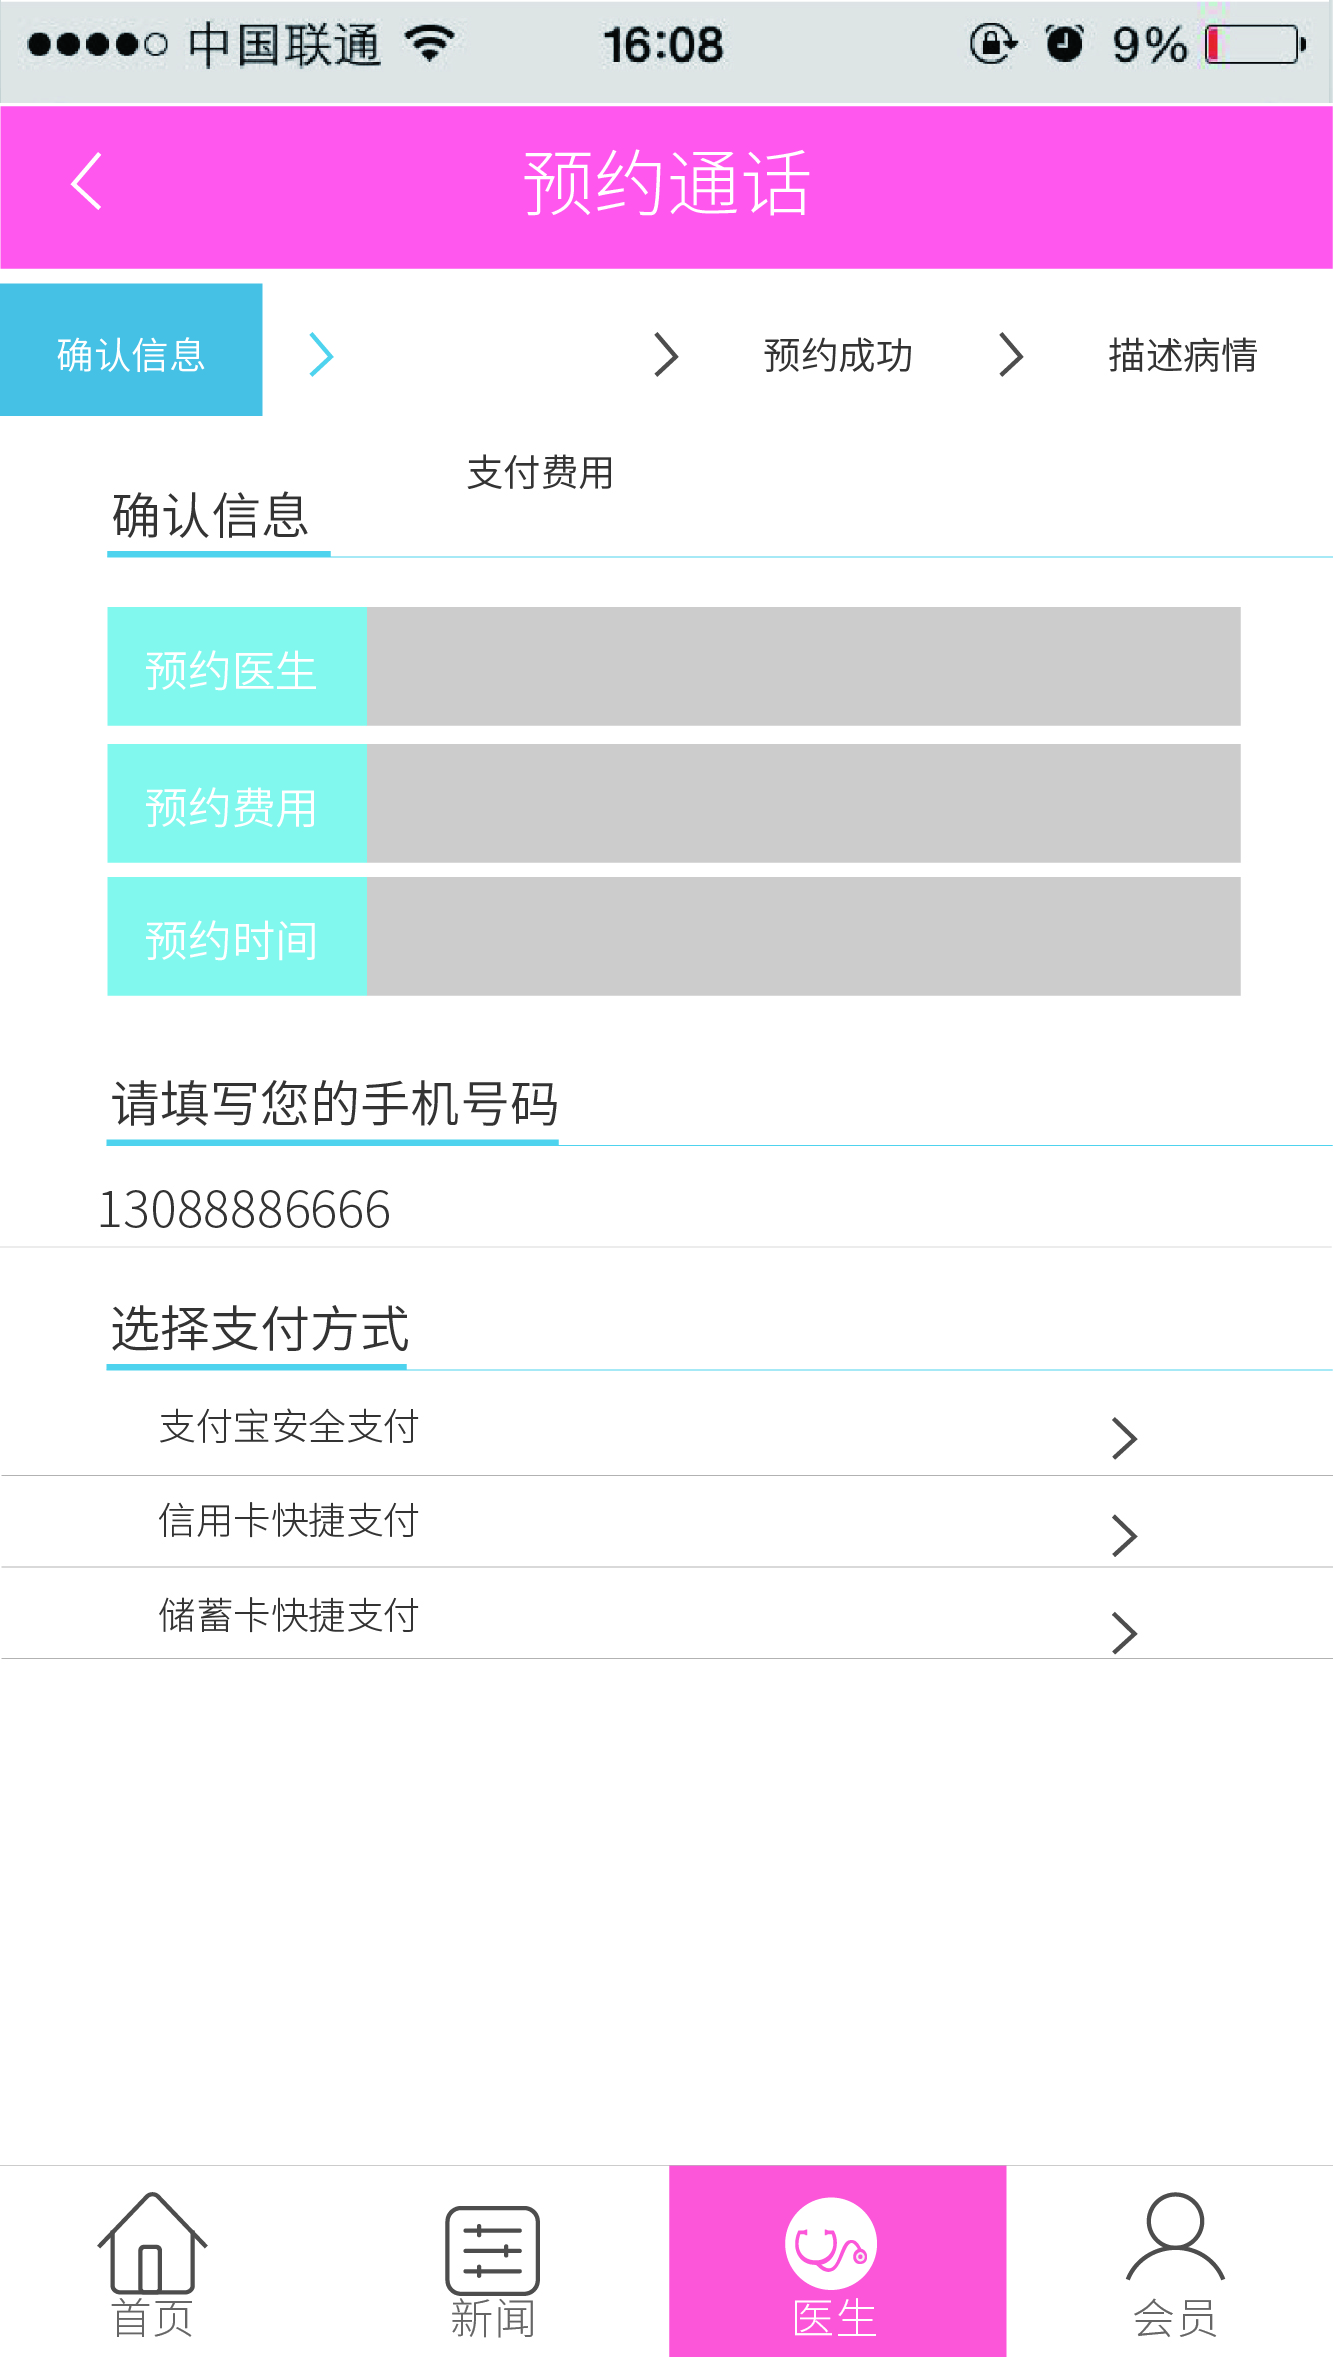 中国联通 16:08 9%
预约通话
确认信息 预约成功 描述病情
支付费用
确认信息
预约医生
预约费用
预约时间
请填写您的手机号码
13088886666
选择支付方式
支付宝安全支付
信用卡快捷支付
储蓄卡快捷支付
首页 新闻 医生 会员